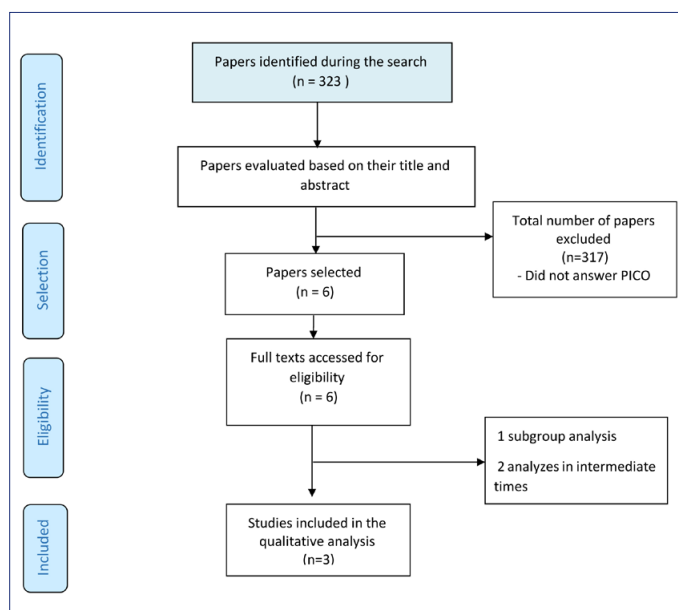 Identification
Papers identified during the search
(n = 323 )
Papers evaluated based on their title and
abstract
Selection
Total number of papers
excluded
(n=317)
- Did not answer PICO
Papers selected
(n = 6)
Eligibility
Full texts accessed for
eligibility
(n = 6)
1 subgroup analysis
2 analyzes in intermediate
times
Included
Studies included in the
qualitative analysis
(n=3)